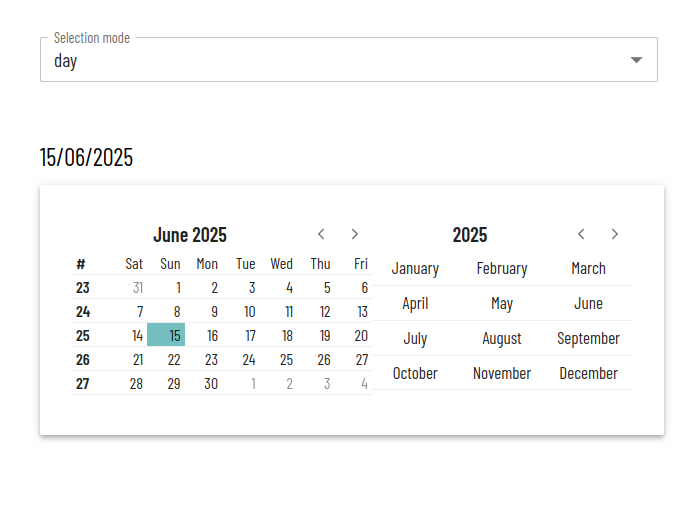 Selection mode
day
15/06/2025
June 2025
# Sat Sun Mon Tue Wed Thu Fri
23 31 1 2 3 4 5 6
24 7 8 9 10 11 12 13
25 14 15 16 17 18 19 20
26 21 22 23 24 25 26 27
27 28 29 30 1 2 3 4
2025
January February March
April May June
July August September
October November December